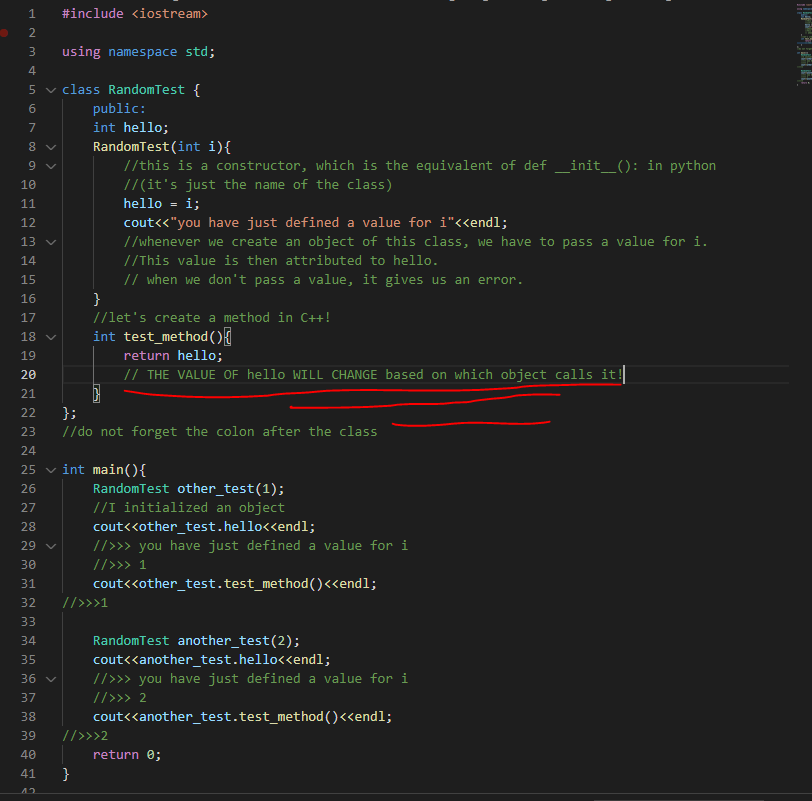 1 #include <iostream>
2
3 using namespace std;
4
5 class RandomTest {
6 public:
7 int hello;
8 RandomTest(int i){
9 //this is a constructor, which is the equivalent of def __init__(): in python
10 //(it's just the name of the class)
11 hello = i;
12 cout<<"you have just defined a value for i"<<endl;
13 //whenever we create an object of this class, we have to pass a value for i.
14 //This value is then attributed to hello.
15 // when we don't pass a value, it gives us an error.
16 }
17 //let's create a method in C++!
18 int test_method(){
19 return hello;
20 // THE VALUE OF hello WILL CHANGE based on which object calls it!
21 }
22 };
23 //do not forget the colon after the class
24
25 int main(){
26 RandomTest other_test(1);
27 //I initialized an object
28 cout<<other_test.hello<<endl;
29 //>>> you have just defined a value for i
30 //>>> 1
31 cout<<other_test.test_method()<<endl;
32 //>>>1
33
34 RandomTest another_test(2);
35 cout<<another_test.hello<<endl;
36 //>>> you have just defined a value for i
37 //>>> 2
38 cout<<another_test.test_method()<<endl;
39 //>>>2
40 return 0;
41 }
42